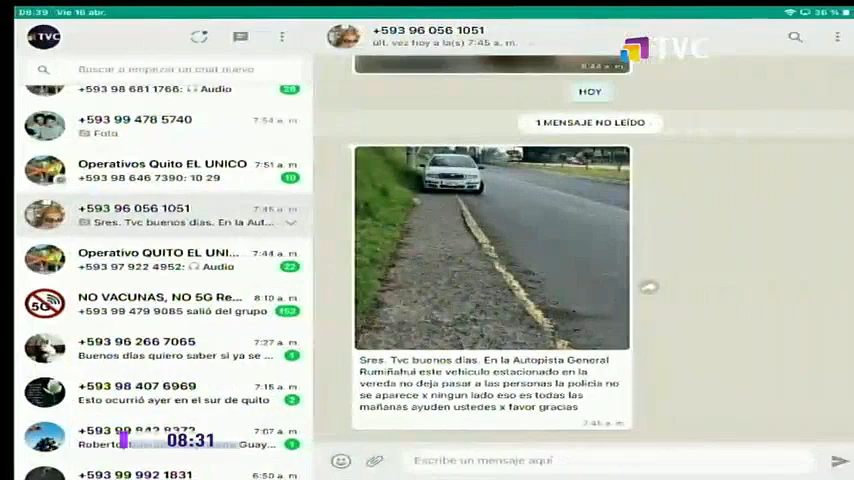 08:39 Vie 16 abr.
36 %
TVC
Buscar o empezar un chat nuevo
+593 98 681 1766: Audio
28
+593 99 478 5740
7:54 a. m.
Foto
Operativos Quito EL UNICO
7:51 a. m.
+593 98 646 7390: 10 29
10
+593 96 056 1051
7:45 a. m.
Sres. Tvc buenos días. En la Aut...
Operativo QUITO EL UNI...
7:44 a. m.
+593 97 922 4952: Audio
22
NO VACUNAS, NO 5G Re...
8:10 a. m.
+593 99 479 9085 salió del grupo
5G
+593 96 266 7065
7:27 a. m.
Buenos días quiero saber si ya se ...
1
+593 98 407 6969
7:15 a. m.
Esto ocurrió ayer en el sur de quito
2
7:07 a. m.
Guay...
1
08:31
+593 99 992 1831
6:50 a. m.
+593 96 056 1051
últ. vez hoy a la(s) 7:45 a. m.
TVC
6:44 a. m.
HOY
1 MENSAJE NO LEÍDO
Sres. Tvc buenos días. En la Autopista General
Rumiñahui este vehiculo estacionado en la
vereda no deja pasar a las personas la policia no
se aparece x ningun lado eso es todas las
mañanas ayuden ustedes x favor gracias
7:45 a. m.
Escribe un mensaje aquí